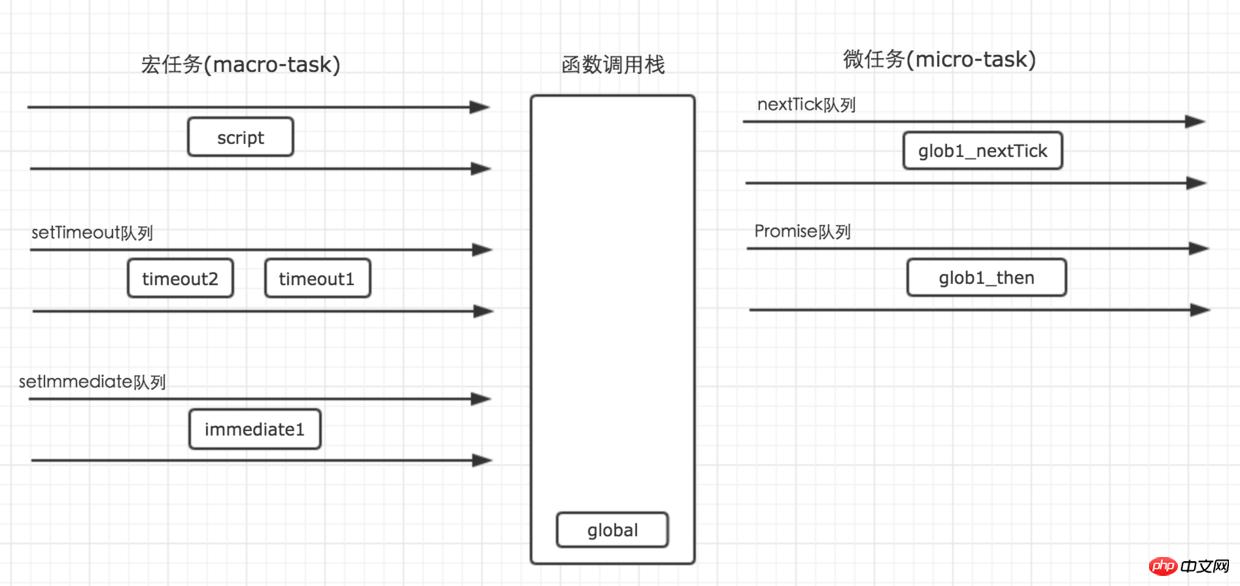 宏任务(macro-task)
script
setTimeout队列
timeout2
timeout1
setImmediate队列
immediate1
函数调用栈
global
微任务(micro-task)
nextTick队列
glob1_nextTick
Promise队列
glob1_then
php中文网